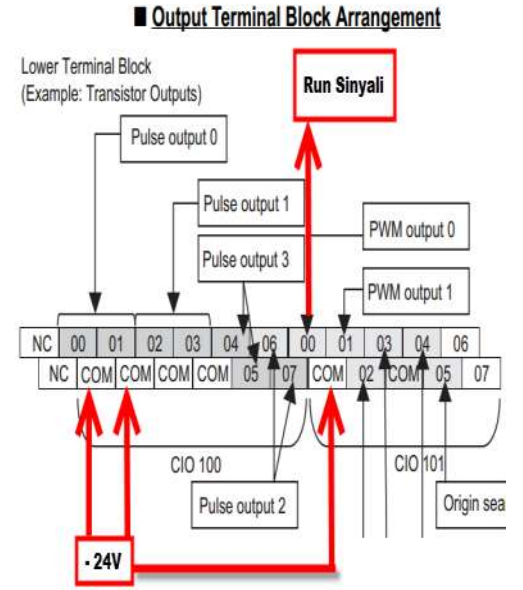 ■ Output Terminal Block Arrangement
Lower Terminal Block
(Example: Transistor Outputs)
Run Sinyali
Pulse output 0
Pulse output 1
Pulse output 3
PWM output 0
PWM output 1
NC 00 01 02 03 04 06 00 01 03 04 06
NC COM COM COM COM 05 07 COM 02 COM 05 07
CIO 100
CIO 101
Pulse output 2
Origin sea
- 24V